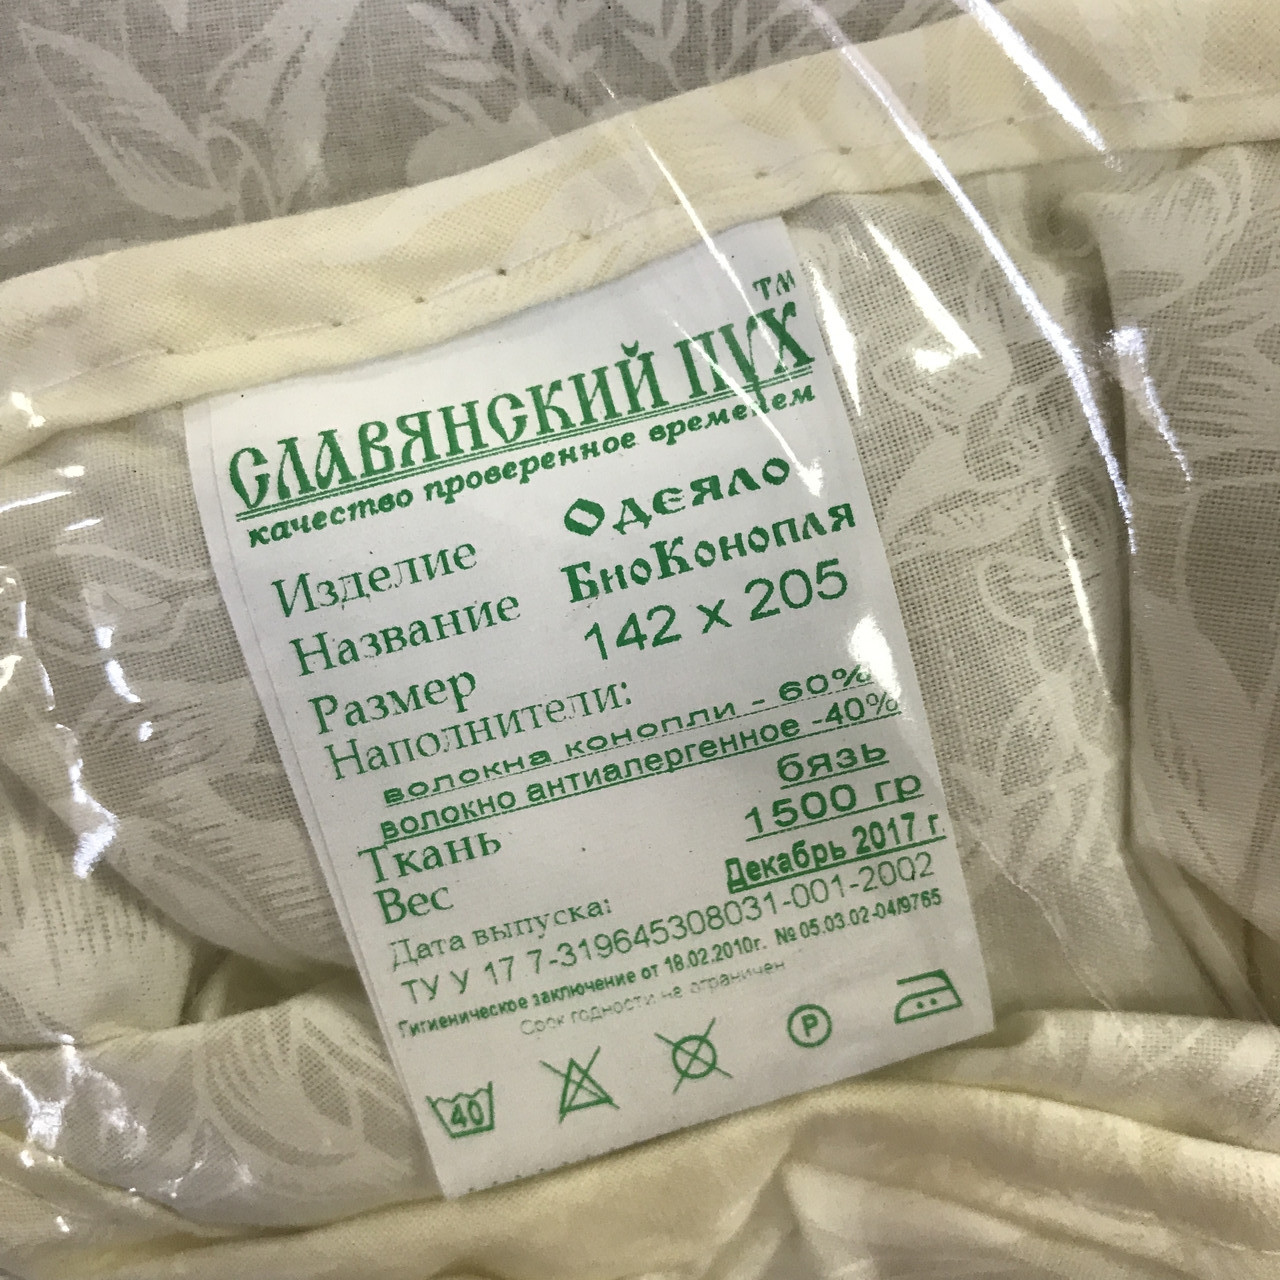 СЛАВЯНСКИЙ ПУХ™
качество проверенное временем
Изделие Одеяло
Название БиоКонопля
Размер 142 x 205
Наполнители:
волокна конопли - 60%
волокно антиалергенное -40%
Ткань бязь
Вес 1500 гр
Дата выпуска: Декабрь 2017 г.
ТУ У 17 7-319645308031-001-2002
Гигиеническое заключение от 18.02.2010г. № 05.03.02-04/9765
Срок годности не ограничен
40 P